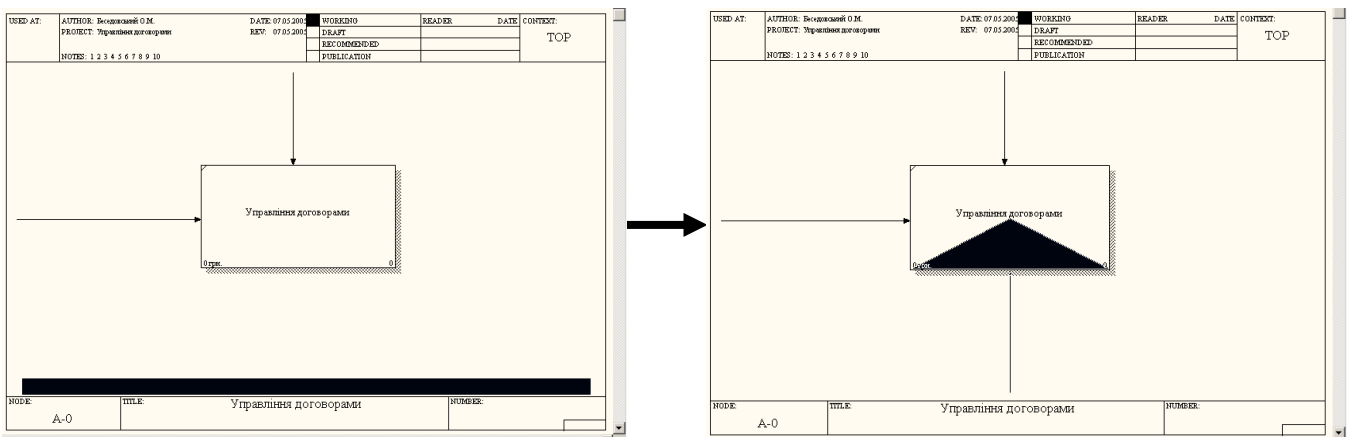 USED AT:
AUTHOR: Беседовський О.М.
DATE: 07.05.2005
WORKING
READER
DATE
CONTEXT:
PROJECT: Управління договорами
REV: 07.05.2005
DRAFT
TOP
RECOMMENDED
NOTES: 1 2 3 4 5 6 7 8 9 10
PUBLICATION
Управління договорами
0 грн.
0
NODE:
TITLE:
Управління договорами
NUMBER:
A-0
USED AT:
AUTHOR: Беседовський О.М.
DATE: 07.05.2005
WORKING
READER
DATE
CONTEXT:
PROJECT: Управління договорами
REV: 07.05.2005
DRAFT
TOP
RECOMMENDED
NOTES: 1 2 3 4 5 6 7 8 9 10
PUBLICATION
Управління договорами
NODE:
TITLE:
Управління договорами
NUMBER:
A-0